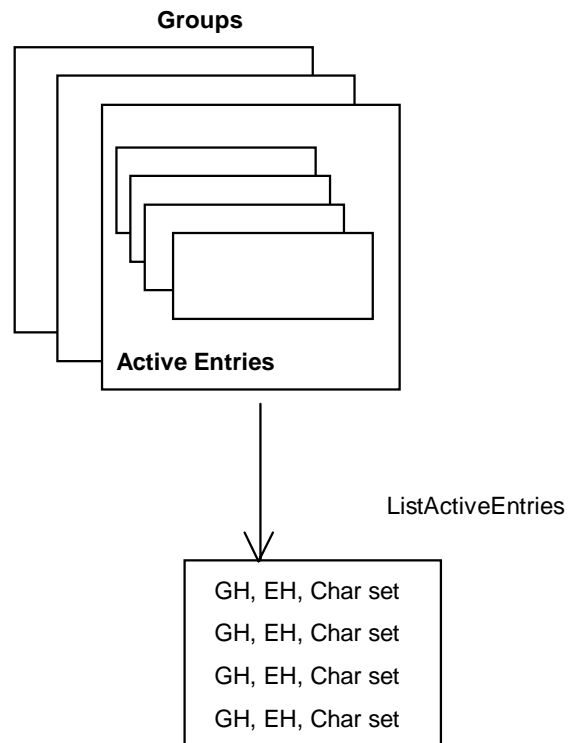 Groups
Active Entries
ListActiveEntries
GH, EH, Char set
GH, EH, Char set
GH, EH, Char set
GH, EH, Char set